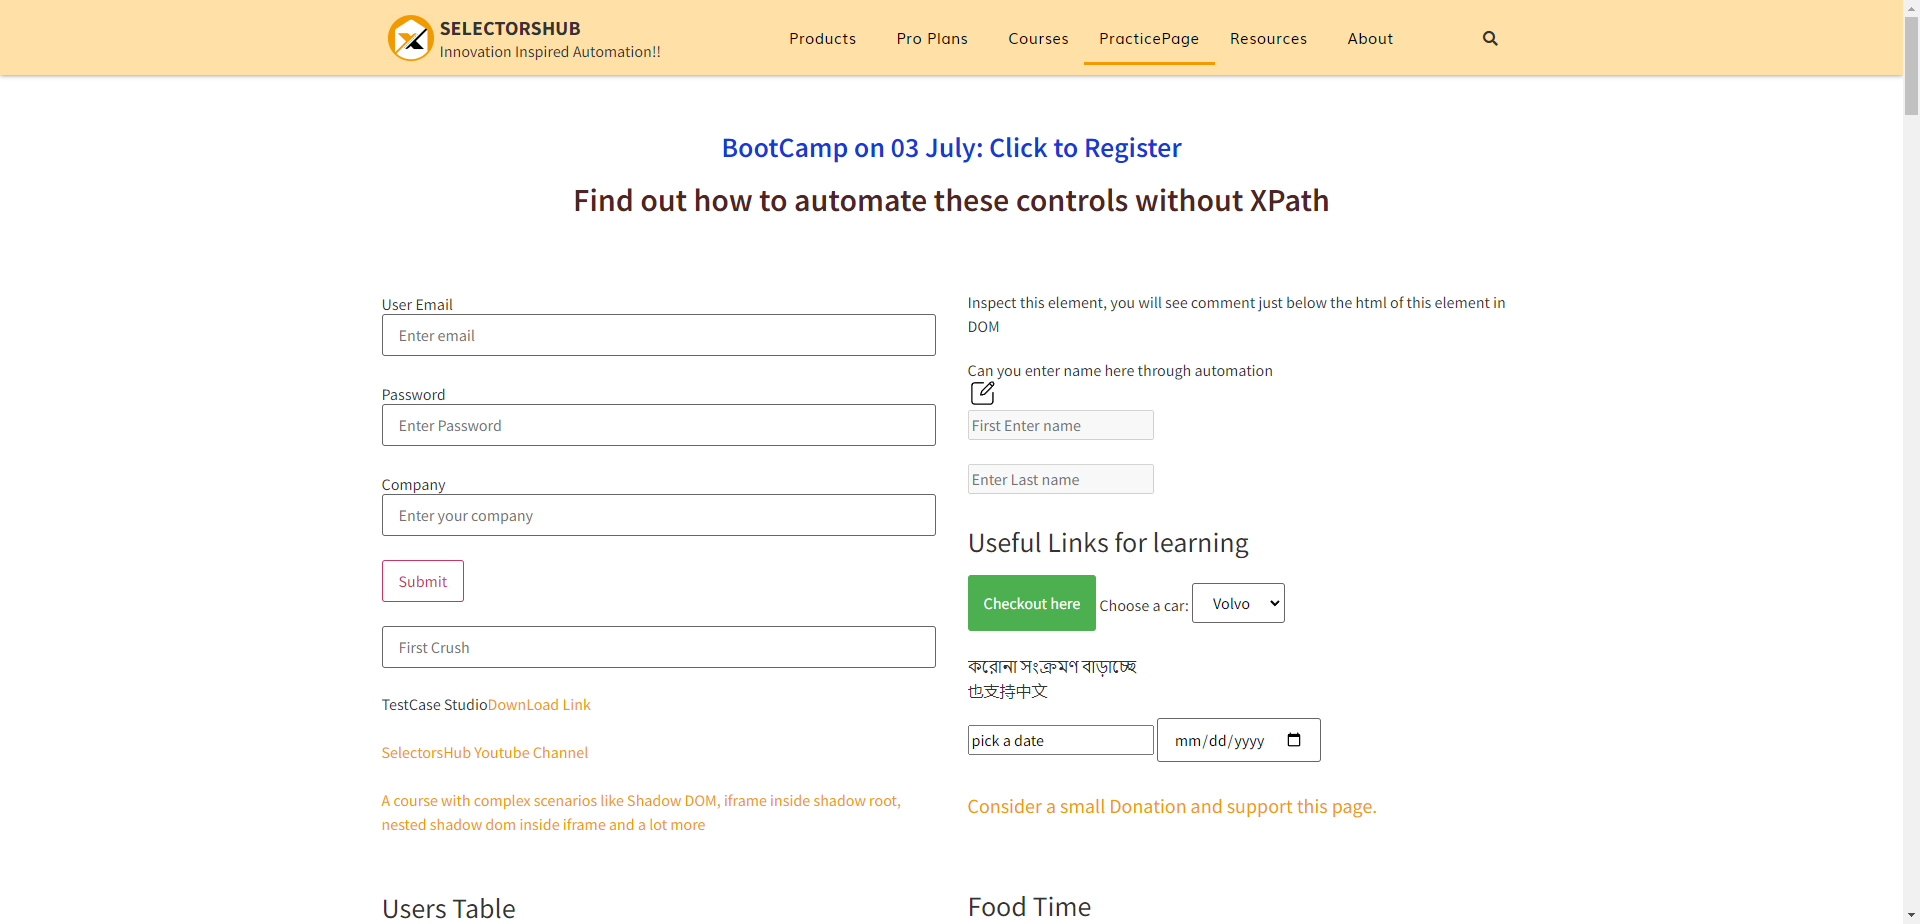 SELECTORSHUB
Innovation Inspired Automation!!
Products
Pro Plans
Courses
PracticePage
Resources
About
BootCamp on 03 July: Click to Register
Find out how to automate these controls without XPath
User Email
Enter email
Password
Enter Password
Company
Enter your company
Submit
First Crush
TestCase StudioDownLoad Link
SelectorsHub Youtube Channel
A course with complex scenarios like Shadow DOM, iframe inside shadow root,
nested shadow dom inside iframe and a lot more
Users Table
Inspect this element, you will see comment just below the html of this element in
DOM
Can you enter name here through automation
First Enter name
Enter Last name
Useful Links for learning
Checkout here Choose a car: Volvo
করোনা সংক্রমণ বাড়াচ্ছে
也支持中文
pick a date mm/dd/yyyy
Consider a small Donation and support this page.
Food Time